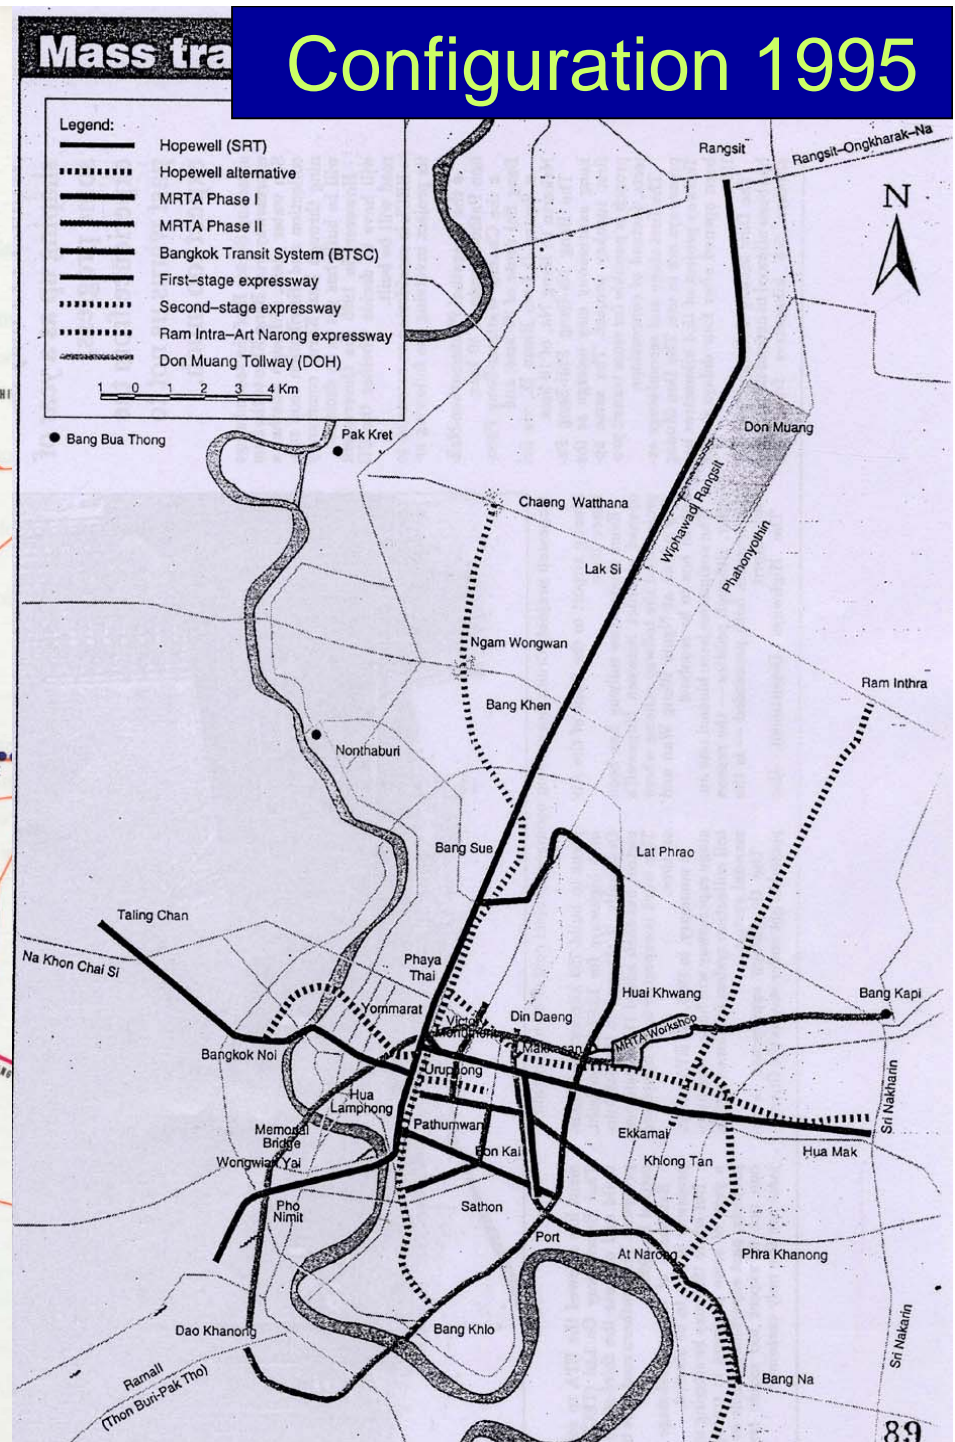 Mass tra
Configuration 1995
Legend:
Hopewell (SRT)
Hopewell alternative
MRTA Phase I
MRTA Phase II
Bangkok Transit System (BTSC)
First–stage expressway
Second–stage expressway
Ram Intra–Art Narong expressway
Don Muang Tollway (DOH)
1 0 1 2 3 4 Km
Rangsit
Rangsit–Ongkharak–Na
N
Bang Bua Thong
Pak Kret
Don Muang
Chaeng Watthana
Wiphawadi Rangsit
Phahonyothin
Lak Si
Ngam Wongwan
Ram Inthra
Bang Khen
Nonthaburi
Bang Sue
Lat Phrao
Taling Chan
Na Khon Chai Si
Phaya
Thai
Yommarat
Huai Khwang
Bang Kapi
Din Daeng
Victory
Monument
MRTA Workshop
Makkasan
Bangkok Noi
Uruphong
Hua
Lamphong
Sri Nakharin
Memorial
Bridge
Pathumwan
Ekkamai
Wongwian Yai
Bon Kai
Khlong Tan
Hua Mak
Pho
Nimit
Sathon
Port
At Narong
Phra Khanong
Dao Khanong
Bang Khlo
Sri Nakarin
RamaII
(Thon Buri-Pak Tho)
Bang Na
89